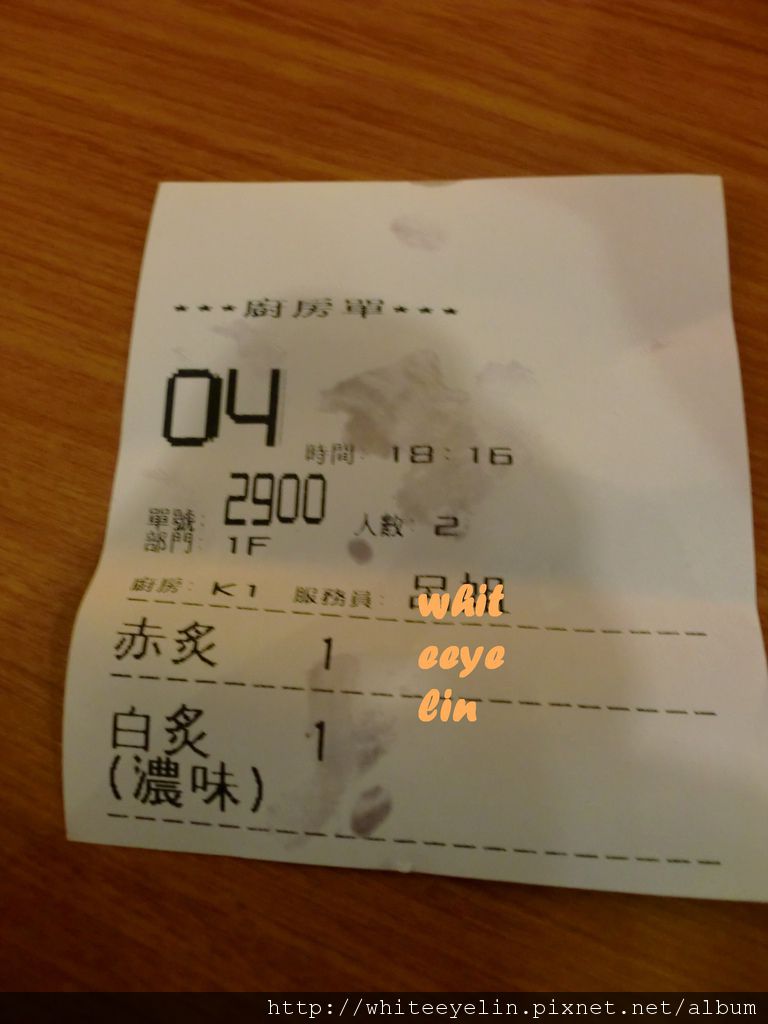 ***廚房單***
04 時間: 18:16
單號: 2900 人數: 2
部門: 1F
廚房: K1 服務員:
赤炙 1
白炙 1
(濃味)
whit
eeye
lin
http://whiteeyelin.pixnet.net/album